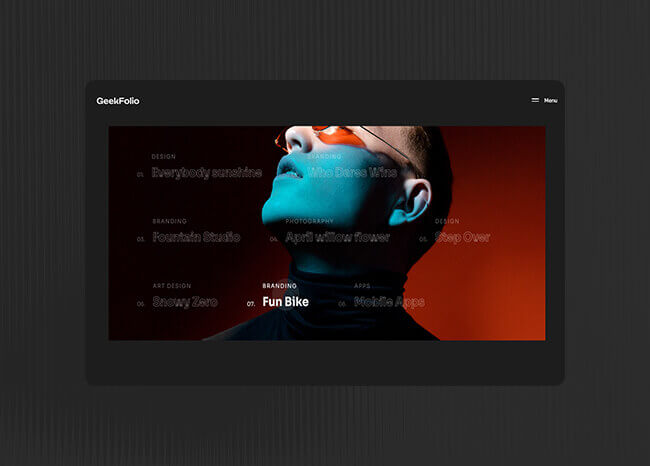 GeekFolio
Menu
DESIGN
01. Everybody sunshine
BRANDING
Who Dares Wins
BRANDING
03. Fountain Studio
PHOTOGRAPHY
04. April willow flower
DESIGN
05. Step Over
ART DESIGN
06. Snowy Zero
BRANDING
07. Fun Bike
APPS
08. Mobile Apps